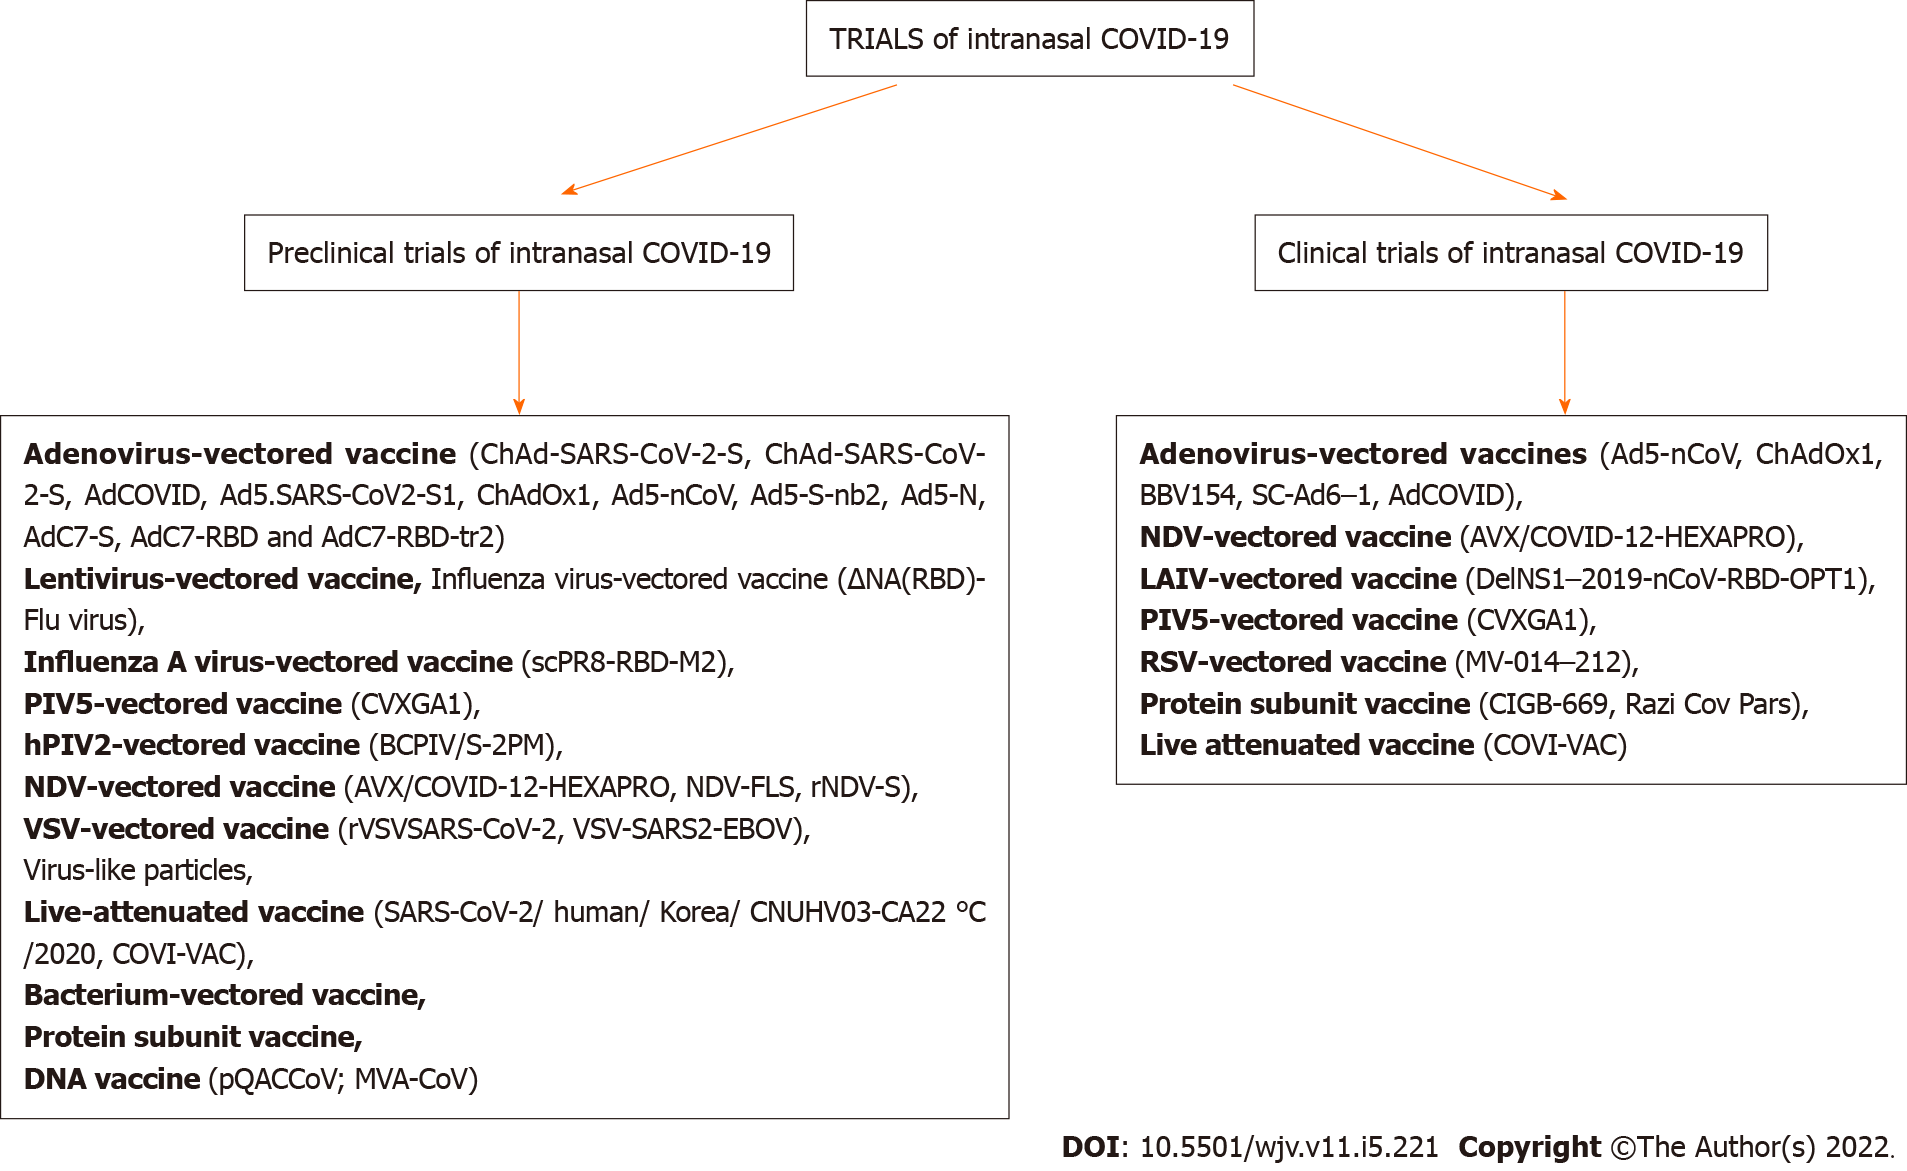 TRIALS of intranasal COVID-19
Preclinical trials of intranasal COVID-19
Clinical trials of intranasal COVID-19
Adenovirus-vectored vaccine (ChAd-SARS-CoV-2-S, ChAd-SARS-CoV-
2-S, AdCOVID, Ad5.SARS-CoV2-S1, ChAdOx1, Ad5-nCoV, Ad5-S-nb2, Ad5-N,
AdC7-S, AdC7-RBD and AdC7-RBD-tr2)
Lentivirus-vectored vaccine, Influenza virus-vectored vaccine (ΔNA(RBD)-
Flu virus),
Influenza A virus-vectored vaccine (scPR8-RBD-M2),
PIV5-vectored vaccine (CVXGA1),
hPIV2-vectored vaccine (BCPIV/S-2PM),
NDV-vectored vaccine (AVX/COVID-12-HEXAPRO, NDV-FLS, rNDV-S),
VSV-vectored vaccine (rVSVSARS-CoV-2, VSV-SARS2-EBOV),
Virus-like particles,
Live-attenuated vaccine (SARS-CoV-2/ human/ Korea/ CNUHV03-CA22 °C
/2020, COVI-VAC),
Bacterium-vectored vaccine,
Protein subunit vaccine,
DNA vaccine (pQACCoV; MVA-CoV)
Adenovirus-vectored vaccines (Ad5-nCoV, ChAdOx1,
BBV154, SC-Ad6–1, AdCOVID),
NDV-vectored vaccine (AVX/COVID-12-HEXAPRO),
LAIV-vectored vaccine (DelNS1–2019-nCoV-RBD-OPT1),
PIV5-vectored vaccine (CVXGA1),
RSV-vectored vaccine (MV-014–212),
Protein subunit vaccine (CIGB-669, Razi Cov Pars),
Live attenuated vaccine (COVI-VAC)
DOI: 10.5501/wjv.v11.i5.221 Copyright ©The Author(s) 2022.